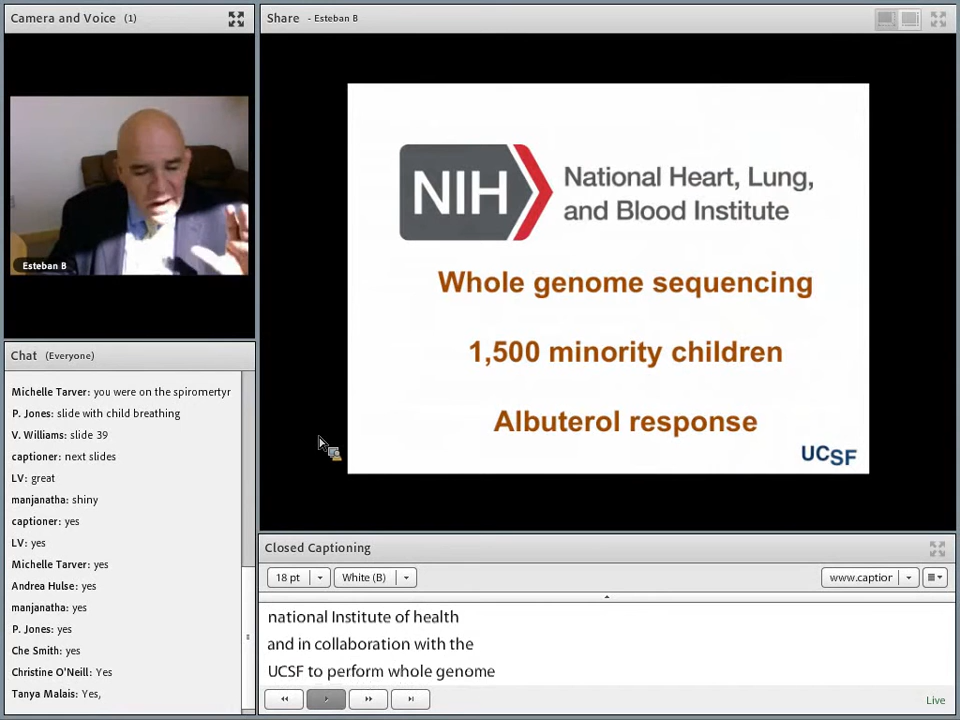 Camera and Voice (1)
Esteban B
Chat (Everyone)
Michelle Tarver: you were on the spiromertyr
P. Jones: slide with child breathing
V. Williams: slide 39
captioner: next slides
LV: great
manjanatha: shiny
captioner: yes
LV: yes
Michelle Tarver: yes
Andrea Hulse: yes
manjanatha: yes
P. Jones: yes
Che Smith: yes
Christine O'Neill: Yes
Tanya Malais: Yes,
Share - Esteban B
NIH
National Heart, Lung,
and Blood Institute
Whole genome sequencing
1,500 minority children
Albuterol response
UCSF
Closed Captioning
18 pt White (B) www.caption
national Institute of health
and in collaboration with the
UCSF to perform whole genome
Live